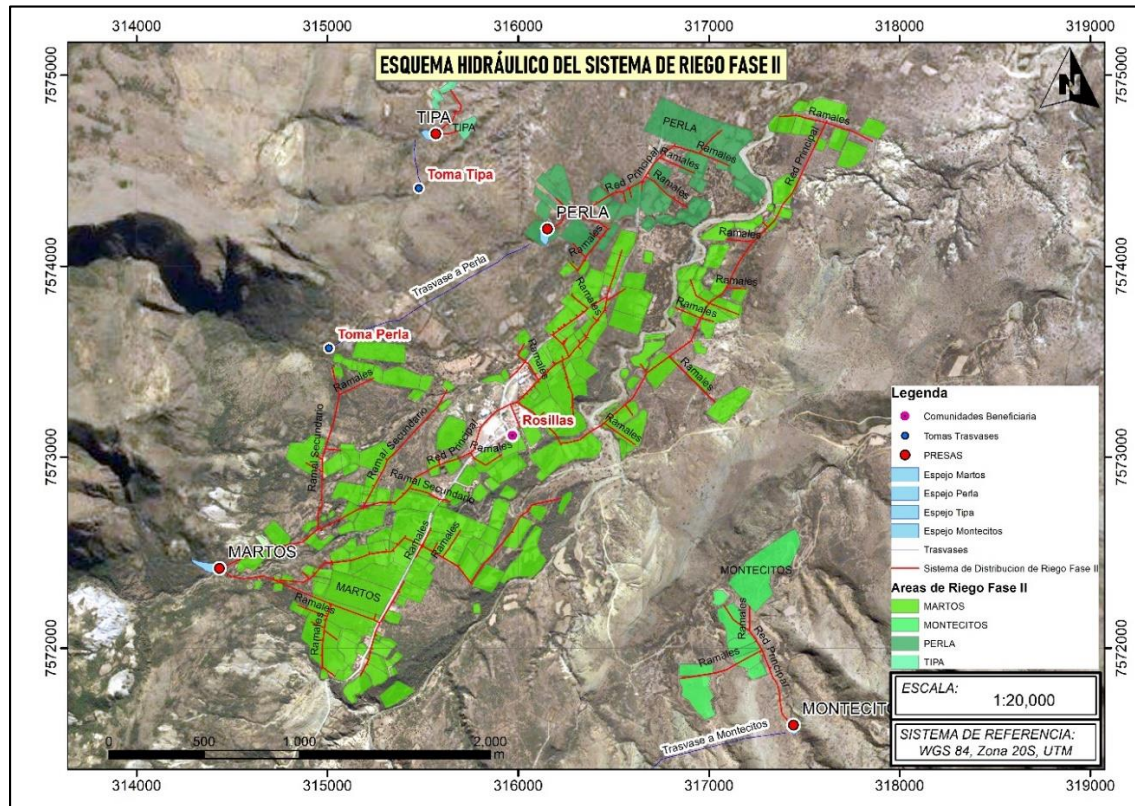 314000 315000 316000 317000 318000 319000
ESQUEMA HIDRÁULICO DEL SISTEMA DE RIEGO FASE II
N
7575000 7575000
TIPA
TIPA
Toma Tipa
PERLA
Ramales
Red Principal
Ramales
Ramales
Red Principal
Ramales
PERLA
Ramales
Ramales
7574000 7574000
Trasvase a Perla
Ramales
Ramales
Ramales
Toma Perla
Ramales
Ramales
Ramales
Ramal Secundario
Ramal Secundario
Red Principal
Rosillas
Ramales
Ramales
7573000 7573000
Ramal Secundario
MARTOS
Ramales
Ramales
MARTOS
Ramales
Ramales
MONTECITOS
Ramales
Red Principal
Ramales
7572000 7572000
MONTECITO
Trasvase a Montecitos
Legenda
Comunidades Beneficiaria
Tomas Trasvases
PRESAS
Espejo Martos
Espejo Perla
Espejo Tipa
Espejo Montecitos
Trasvases
Sistema de Distribucion de Riego Fase II
Areas de Riego Fase II
MARTOS
MONTECITOS
PERLA
TIPA
ESCALA:
1:20,000
SISTEMA DE REFERENCIA:
WGS 84, Zona 20S, UTM
0 500 1.000 2.000
m
314000 315000 316000 317000 318000 319000